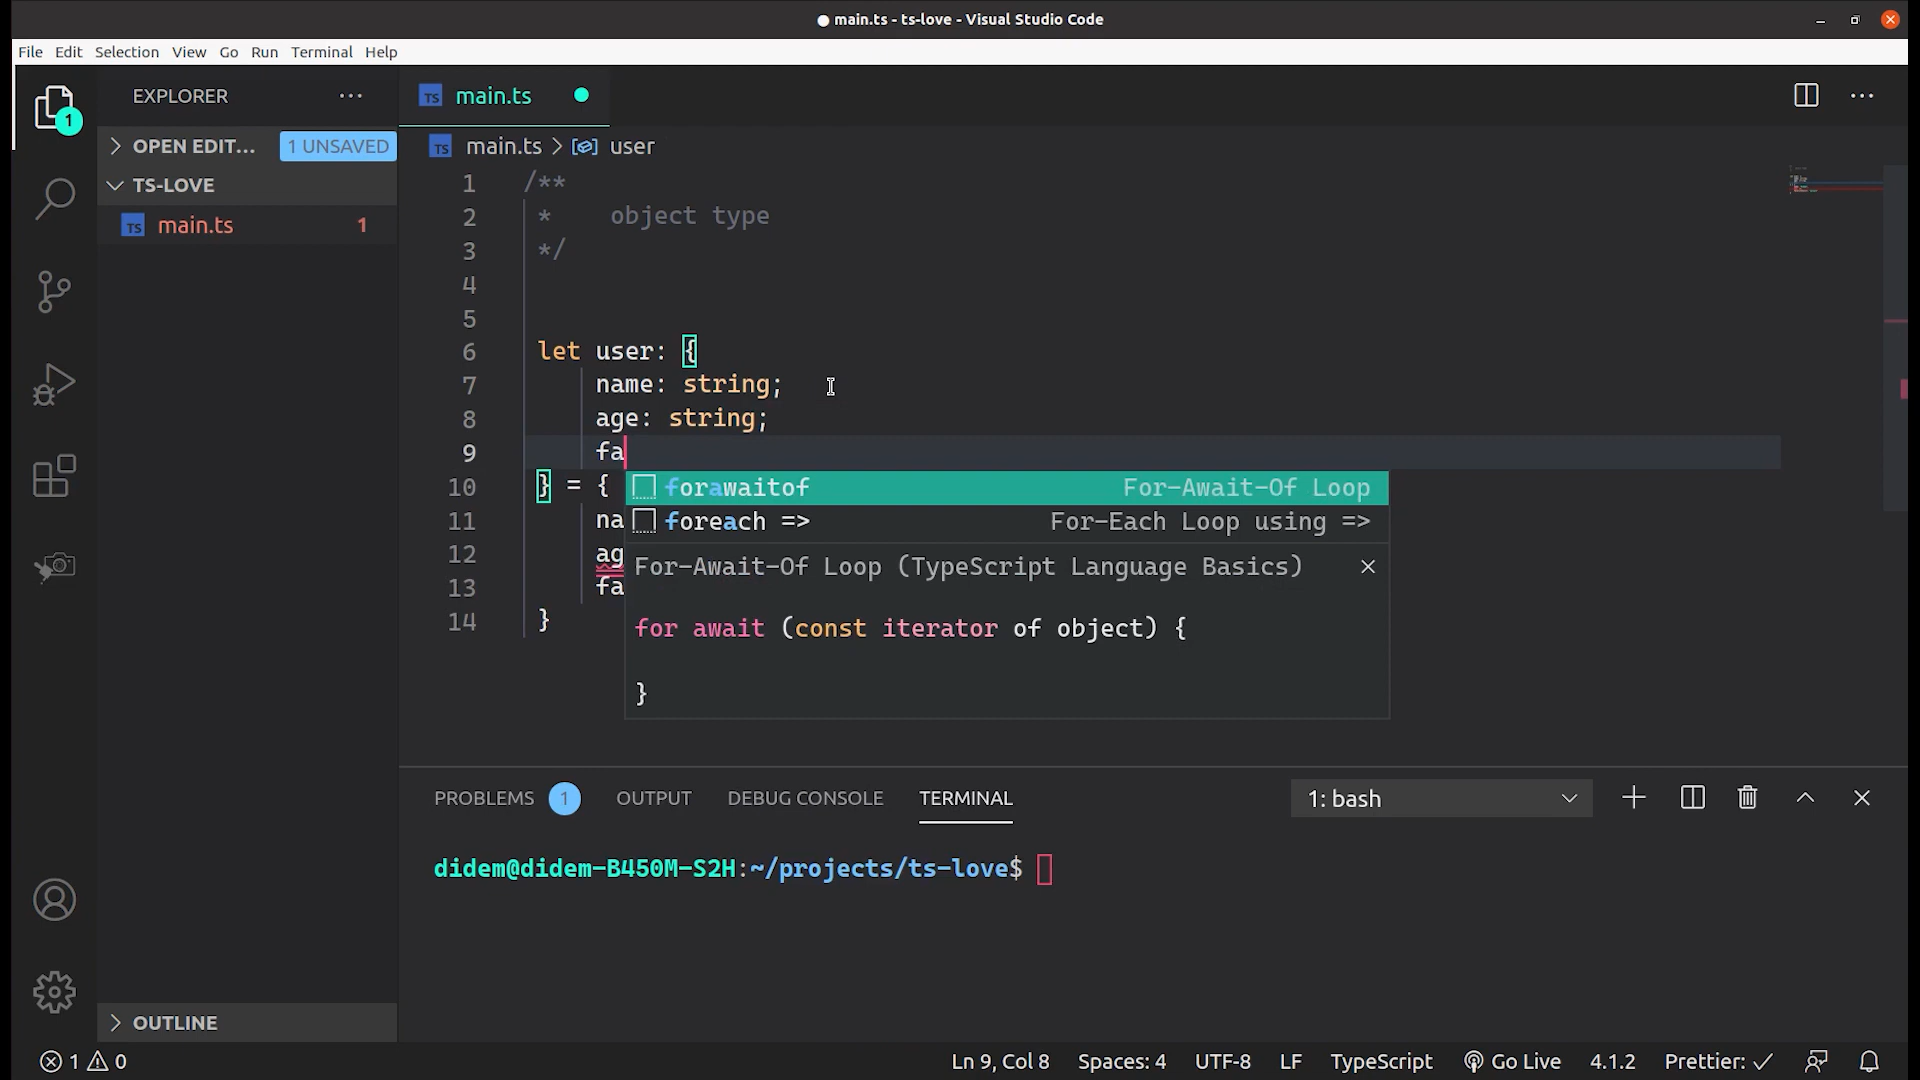 ● main.ts - ts-love - Visual Studio Code
File Edit Selection View Go Run Terminal Help
EXPLORER ···
1
OPEN EDIT... 1 UNSAVED
TS-LOVE
TS main.ts 1
TS main.ts ●
TS main.ts > user
1 /**
2 * object type
3 */
4
5
6 let user: {
7 name: string;
8 age: string;
9 fa
10 } = {
11 na
12 ag
13 fa
14 }
forawaitof For-Await-Of Loop
foreach => For-Each Loop using =>
For-Await-Of Loop (TypeScript Language Basics)
for await (const iterator of object) {
}
PROBLEMS 1 OUTPUT DEBUG CONSOLE TERMINAL 1: bash
didem@didem-B450M-S2H:~/projects/ts-love$
OUTLINE
1 0 Ln 9, Col 8 Spaces: 4 UTF-8 LF TypeScript Go Live 4.1.2 Prettier: ✓